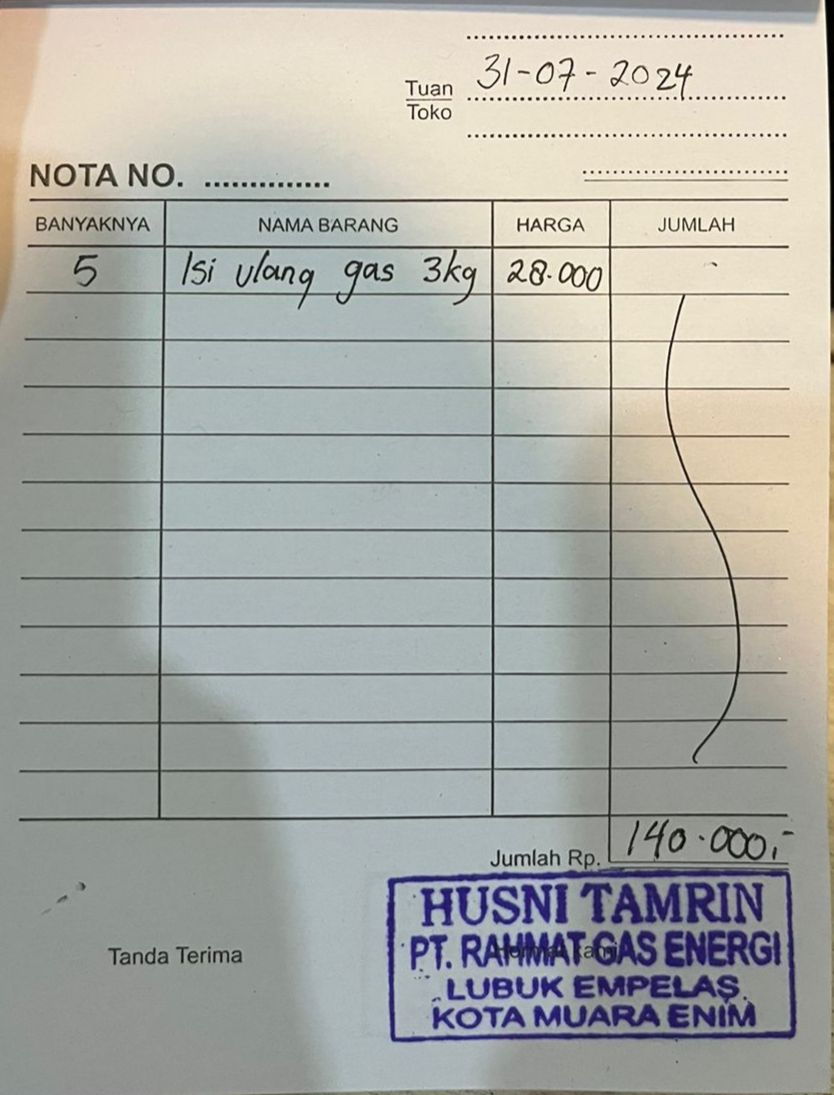 31-07-2024
Tuan
Toko
NOTA NO. ..............
BANYAKNYA NAMA BARANG HARGA JUMLAH
5 Isi ulang gas 3kg 28.000
Jumlah Rp. 140.000,-
Tanda Terima
HUSNI TAMRIN
PT. RAHMAT GAS ENERGI
LUBUK EMPELAS
KOTA MUARA ENIM